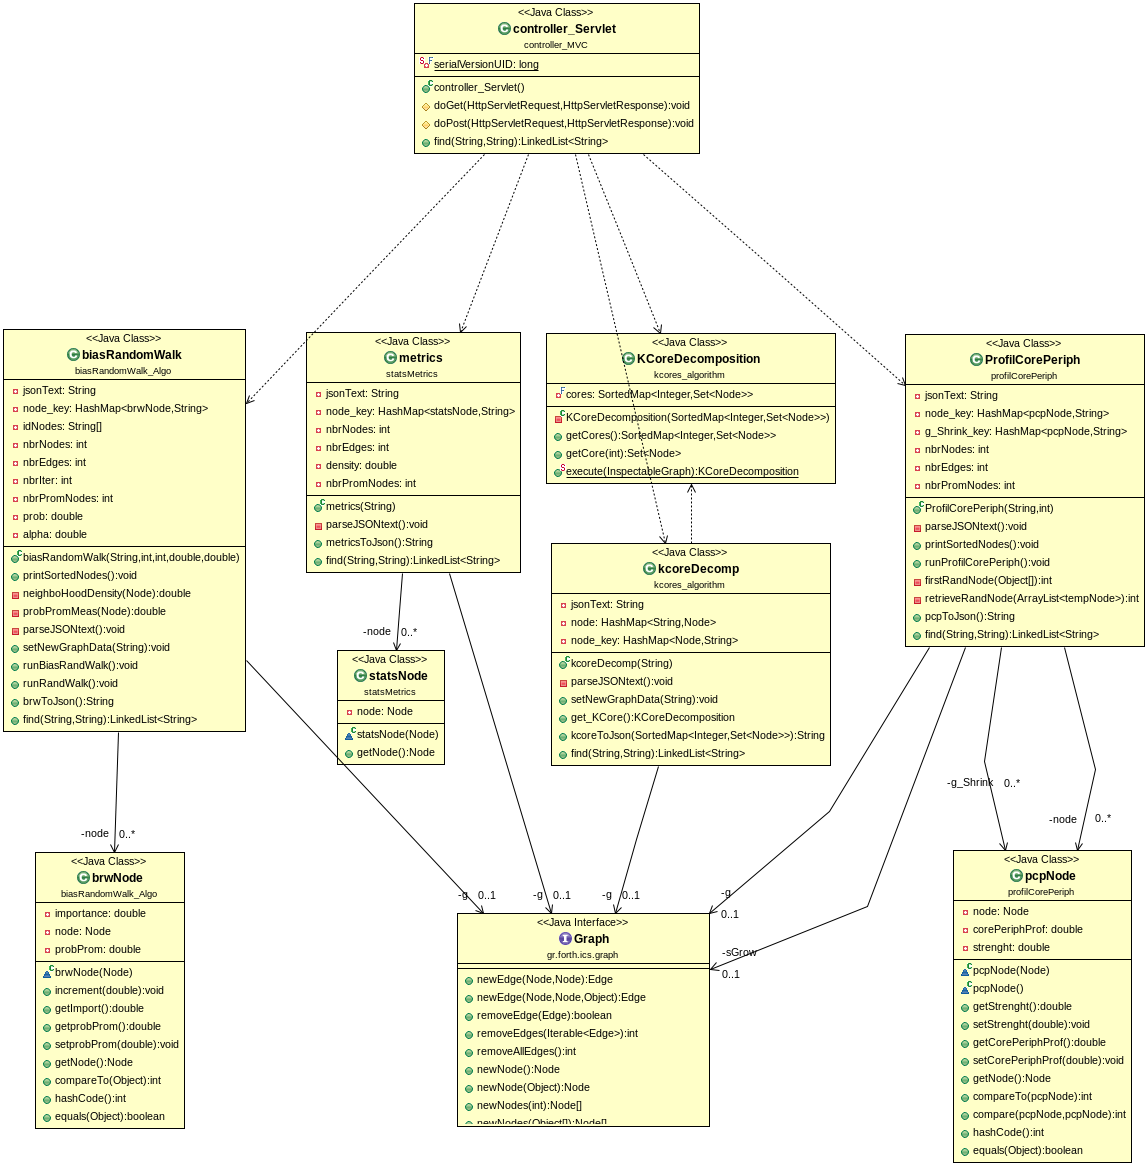 <<Java Class>>
controller_Servlet
controller_MVC
serialVersionUID: long
controller_Servlet()
doGet(HttpServletRequest,HttpServletResponse):void
doPost(HttpServletRequest,HttpServletResponse):void
find(String,String):LinkedList<String>
<<Java Class>>
biasRandomWalk
biasRandomWalk_Algo
jsonText: String
node_key: HashMap<brwNode,String>
idNodes: String[]
nbrNodes: int
nbrEdges: int
nbrIter: int
nbrPromNodes: int
prob: double
alpha: double
biasRandomWalk(String,int,int,double,double)
printSortedNodes():void
neighboHoodDensity(Node):double
probPromMeas(Node):double
parseJSONtext():void
setNewGraphData(String):void
runBiasRandWalk():void
runRandWalk():void
brwToJson():String
find(String,String):LinkedList<String>
<<Java Class>>
metrics
statsMetrics
jsonText: String
node_key: HashMap<statsNode,String>
nbrNodes: int
nbrEdges: int
density: double
nbrPromNodes: int
metrics(String)
parseJSONtext():void
metricsToJson():String
find(String,String):LinkedList<String>
<<Java Class>>
KCoreDecomposition
kcores_algorithm
cores: SortedMap<Integer,Set<Node>>
KCoreDecomposition(SortedMap<Integer,Set<Node>>)
getCores():SortedMap<Integer,Set<Node>>
getCore(int):Set<Node>
execute(InspectableGraph):KCoreDecomposition
<<Java Class>>
ProfilCorePeriph
profilCorePeriph
jsonText: String
node_key: HashMap<pcpNode,String>
g_Shrink_key: HashMap<pcpNode,String>
nbrNodes: int
nbrEdges: int
nbrPromNodes: int
ProfilCorePeriph(String,int)
parseJSONtext():void
printSortedNodes():void
runProfilCorePeriph():void
firstRandNode(Object[]):int
retrieveRandNode(ArrayList<tempNode>):int
pcpToJson():String
find(String,String):LinkedList<String>
<<Java Class>>
kcoreDecomp
kcores_algorithm
jsonText: String
node: HashMap<String,Node>
node_key: HashMap<Node,String>
kcoreDecomp(String)
parseJSONtext():void
setNewGraphData(String):void
get_KCore():KCoreDecomposition
kcoreToJson(SortedMap<Integer,Set<Node>>):String
find(String,String):LinkedList<String>
-node 0..*
<<Java Class>>
statsNode
statsMetrics
node: Node
statsNode(Node)
getNode():Node
-node 0..*
-g 0..1
-g 0..1
-g 0..1
-g
0..1
-sGrow
0..1
-g_Shrink 0..*
-node 0..*
<<Java Class>>
brwNode
biasRandomWalk_Algo
importance: double
node: Node
probProm: double
brwNode(Node)
increment(double):void
getImport():double
getprobProm():double
setprobProm(double):void
getNode():Node
compareTo(Object):int
hashCode():int
equals(Object):boolean
<<Java Interface>>
Graph
gr.forth.ics.graph
newEdge(Node,Node):Edge
newEdge(Node,Node,Object):Edge
removeEdge(Edge):boolean
removeEdges(Iterable<Edge>):int
removeAllEdges():int
newNode():Node
newNode(Object):Node
newNodes(int):Node[]
newNodes(Object[]):Node[]
<<Java Class>>
pcpNode
profilCorePeriph
node: Node
corePeriphProf: double
strenght: double
pcpNode(Node)
pcpNode()
getStrenght():double
setStrenght(double):void
getCorePeriphProf():double
setCorePeriphProf(double):void
getNode():Node
compareTo(pcpNode):int
compare(pcpNode,pcpNode):int
hashCode():int
equals(Object):boolean